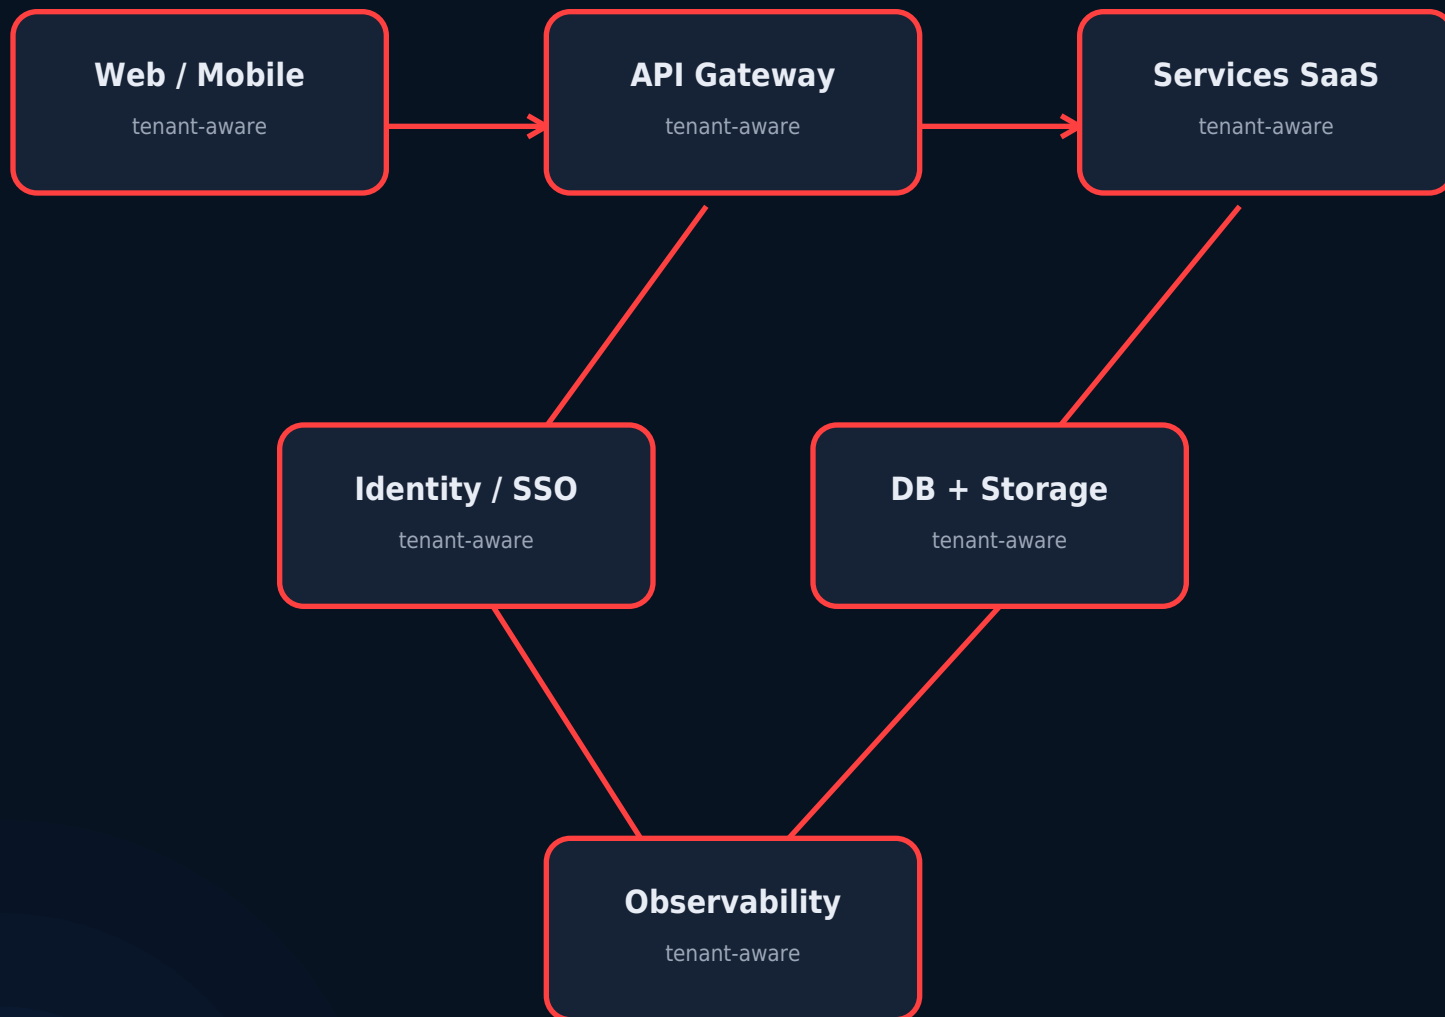 Web / Mobile
tenant-aware
API Gateway
tenant-aware
Services SaaS
tenant-aware
Identity / SSO
tenant-aware
DB + Storage
tenant-aware
Observability
tenant-aware